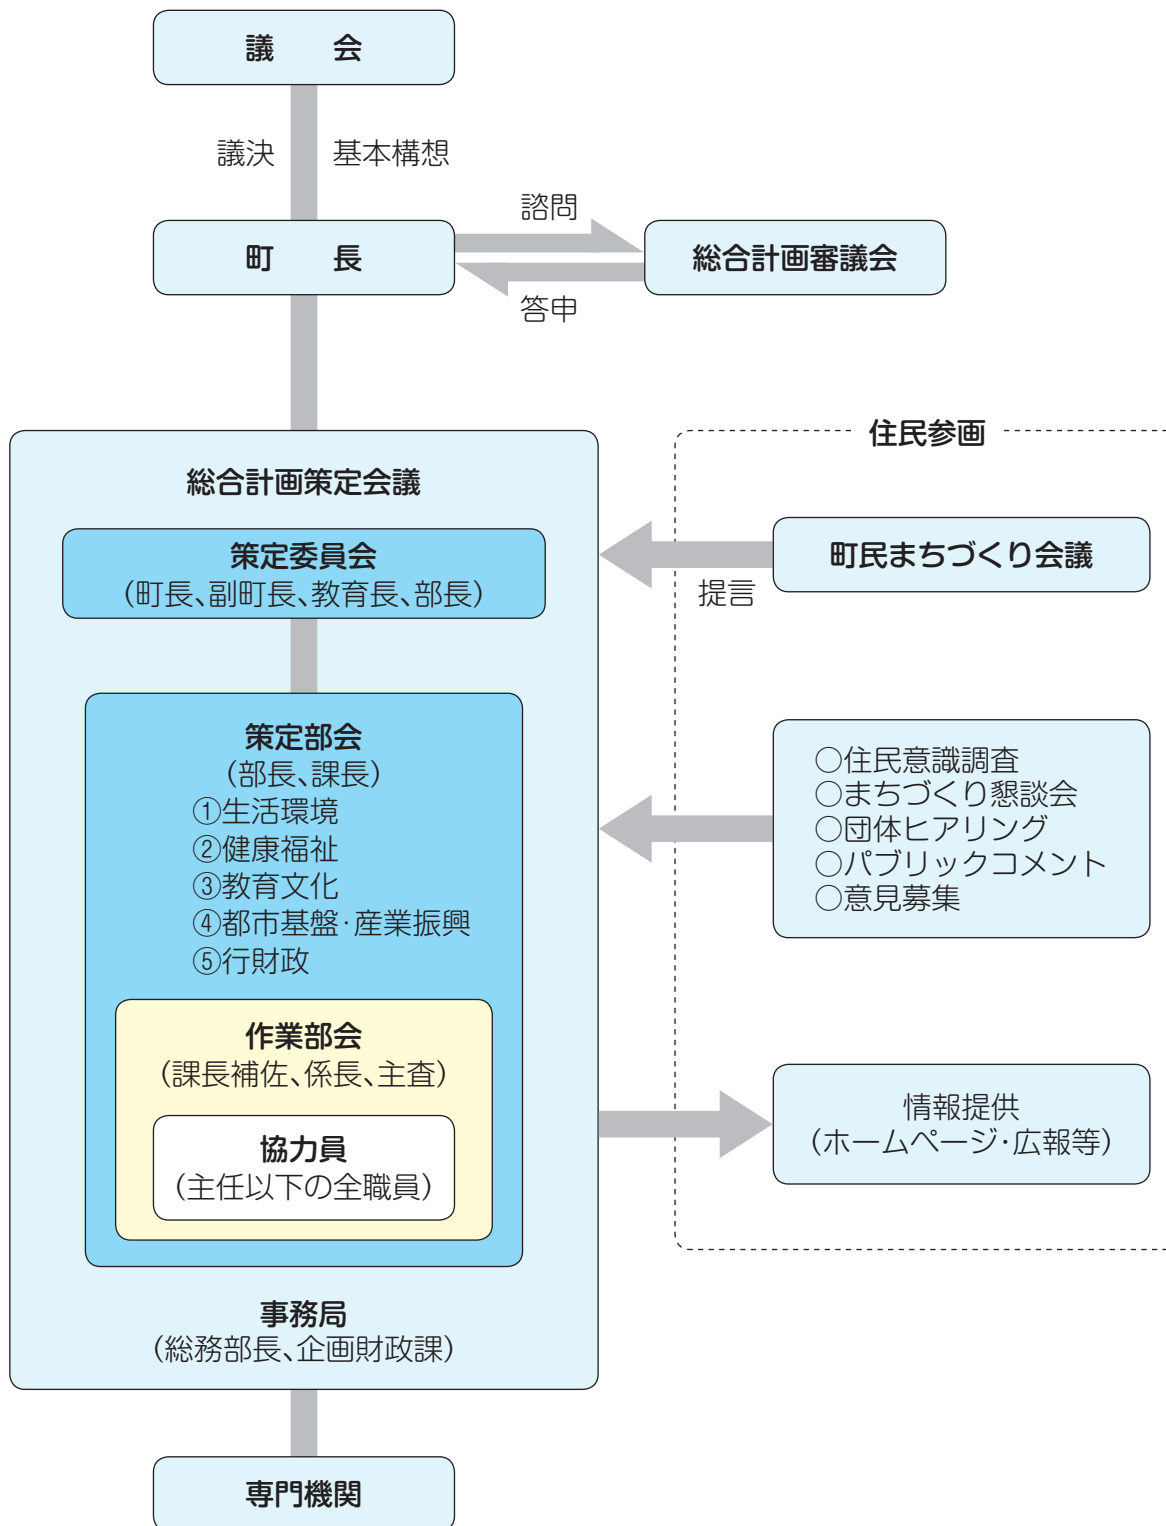 議　会
議決
基本構想
諮問
町　長
総合計画審議会
答申
総合計画策定会議
策定委員会
(町長、副町長、教育長、部長)
策定部会
(部長、課長)
①生活環境
②健康福祉
③教育文化
④都市基盤・産業振興
⑤行財政
作業部会
(課長補佐、係長、主査)
協力員
(主任以下の全職員)
事務局
(総務部長、企画財政課)
専門機関
住民参画
町民まちづくり会議
提言
○住民意識調査
○まちづくり懇談会
○団体ヒアリング
○パブリックコメント
○意見募集
情報提供
(ホームページ・広報等)